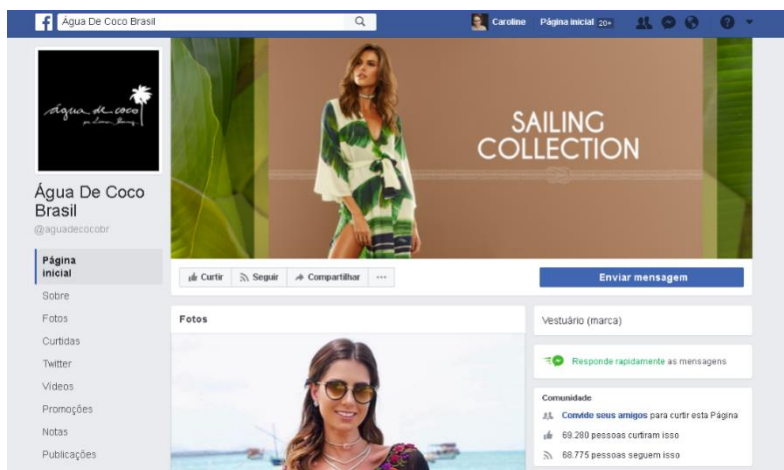 Água De Coco Brasil
Caroline
Página inicial 20+
água de coco
SAILING
COLLECTION
Água De Coco
Brasil
@aguadecocobr
Página
inicial
Sobre
Fotos
Curtidas
Twitter
Vídeos
Promoções
Notas
Publicações
Curtir
Seguir
Compartilhar
Enviar mensagem
Fotos
Vestuário (marca)
Responde rapidamente as mensagens
Comunidade
Convide seus amigos para curtir esta Página
69.280 pessoas curtiram isso
68.775 pessoas seguem isso